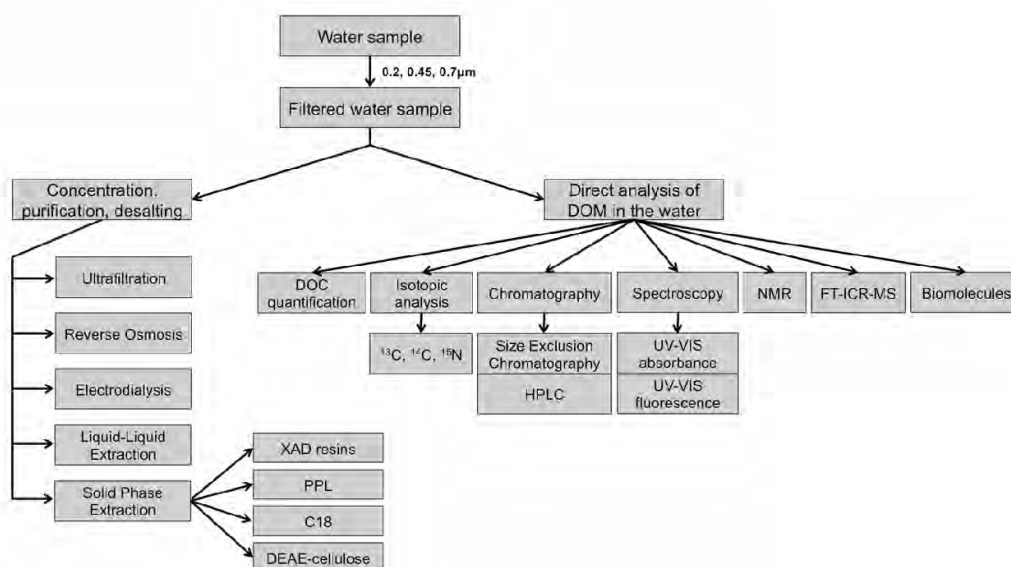 Water sample
0.2, 0.45, 0.7µm
Filtered water sample
Concentration,
purification, desalting
Direct analysis of
DOM in the water
Ultrafiltration
Reverse Osmosis
Electrodialysis
Liquid-Liquid
Extraction
Solid Phase
Extraction
XAD resins
PPL
C18
DEAE-cellulose
DOC
quantification
Isotopic
analysis
Chromatography
Spectroscopy
NMR
FT-ICR-MS
Biomolecules
¹³C, ¹⁴C, ¹⁵N
Size Exclusion
Chromatography
HPLC
UV-VIS
absorbance
UV-VIS
fluorescence